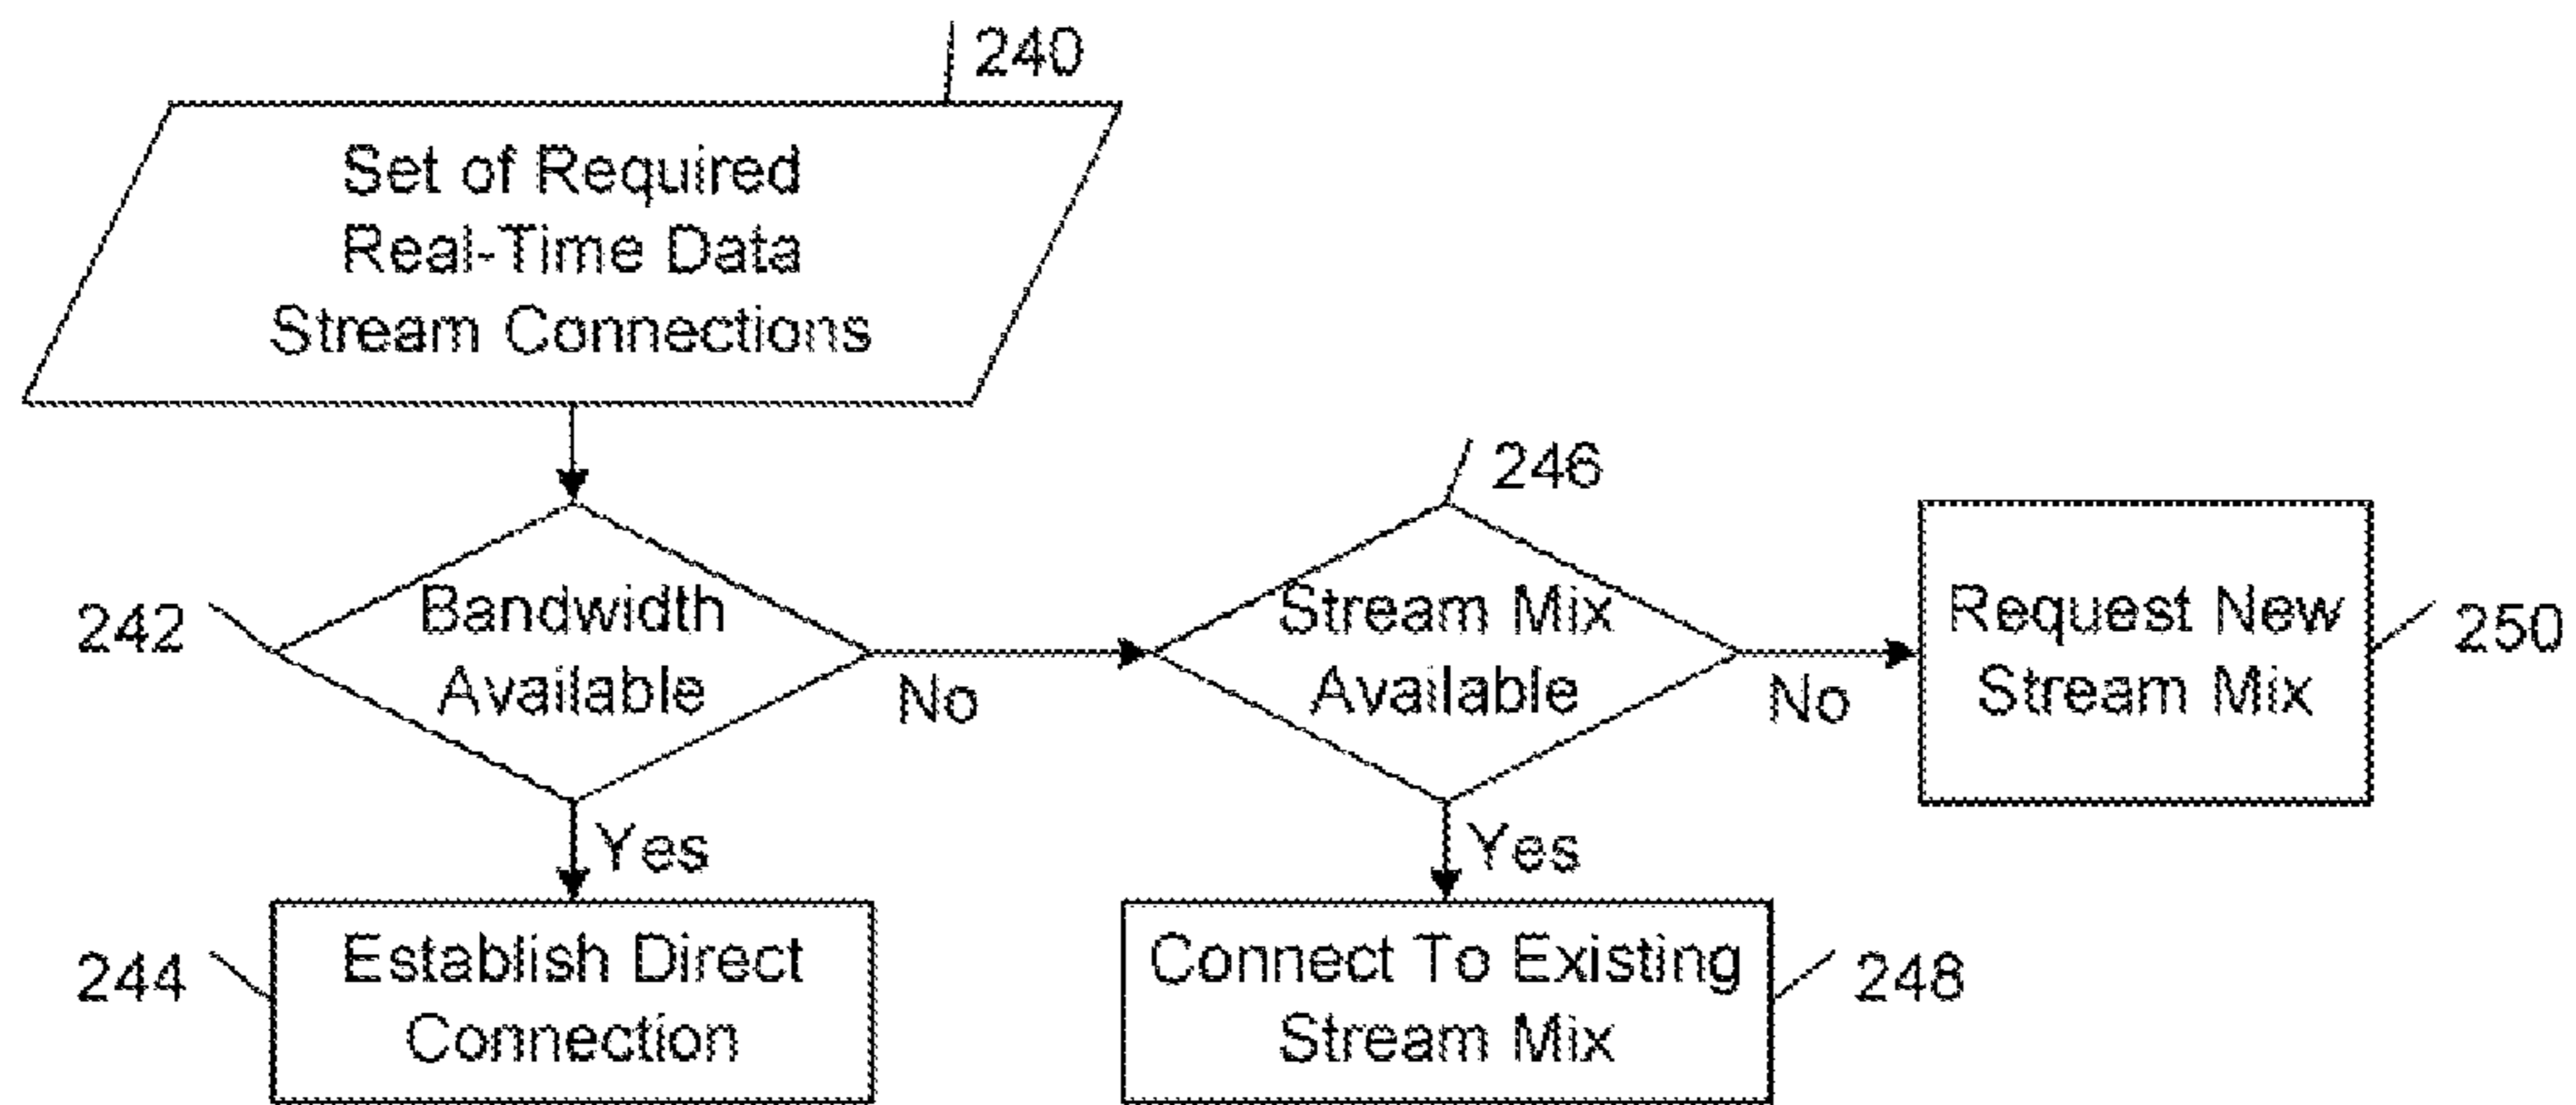 240
Set of Required
Real-Time Data
Stream Connections
242
Bandwidth
Available
No
Yes
246
Stream Mix
Available
No
Yes
Request New
Stream Mix
250
244
Establish Direct
Connection
Connect To Existing
Stream Mix
248